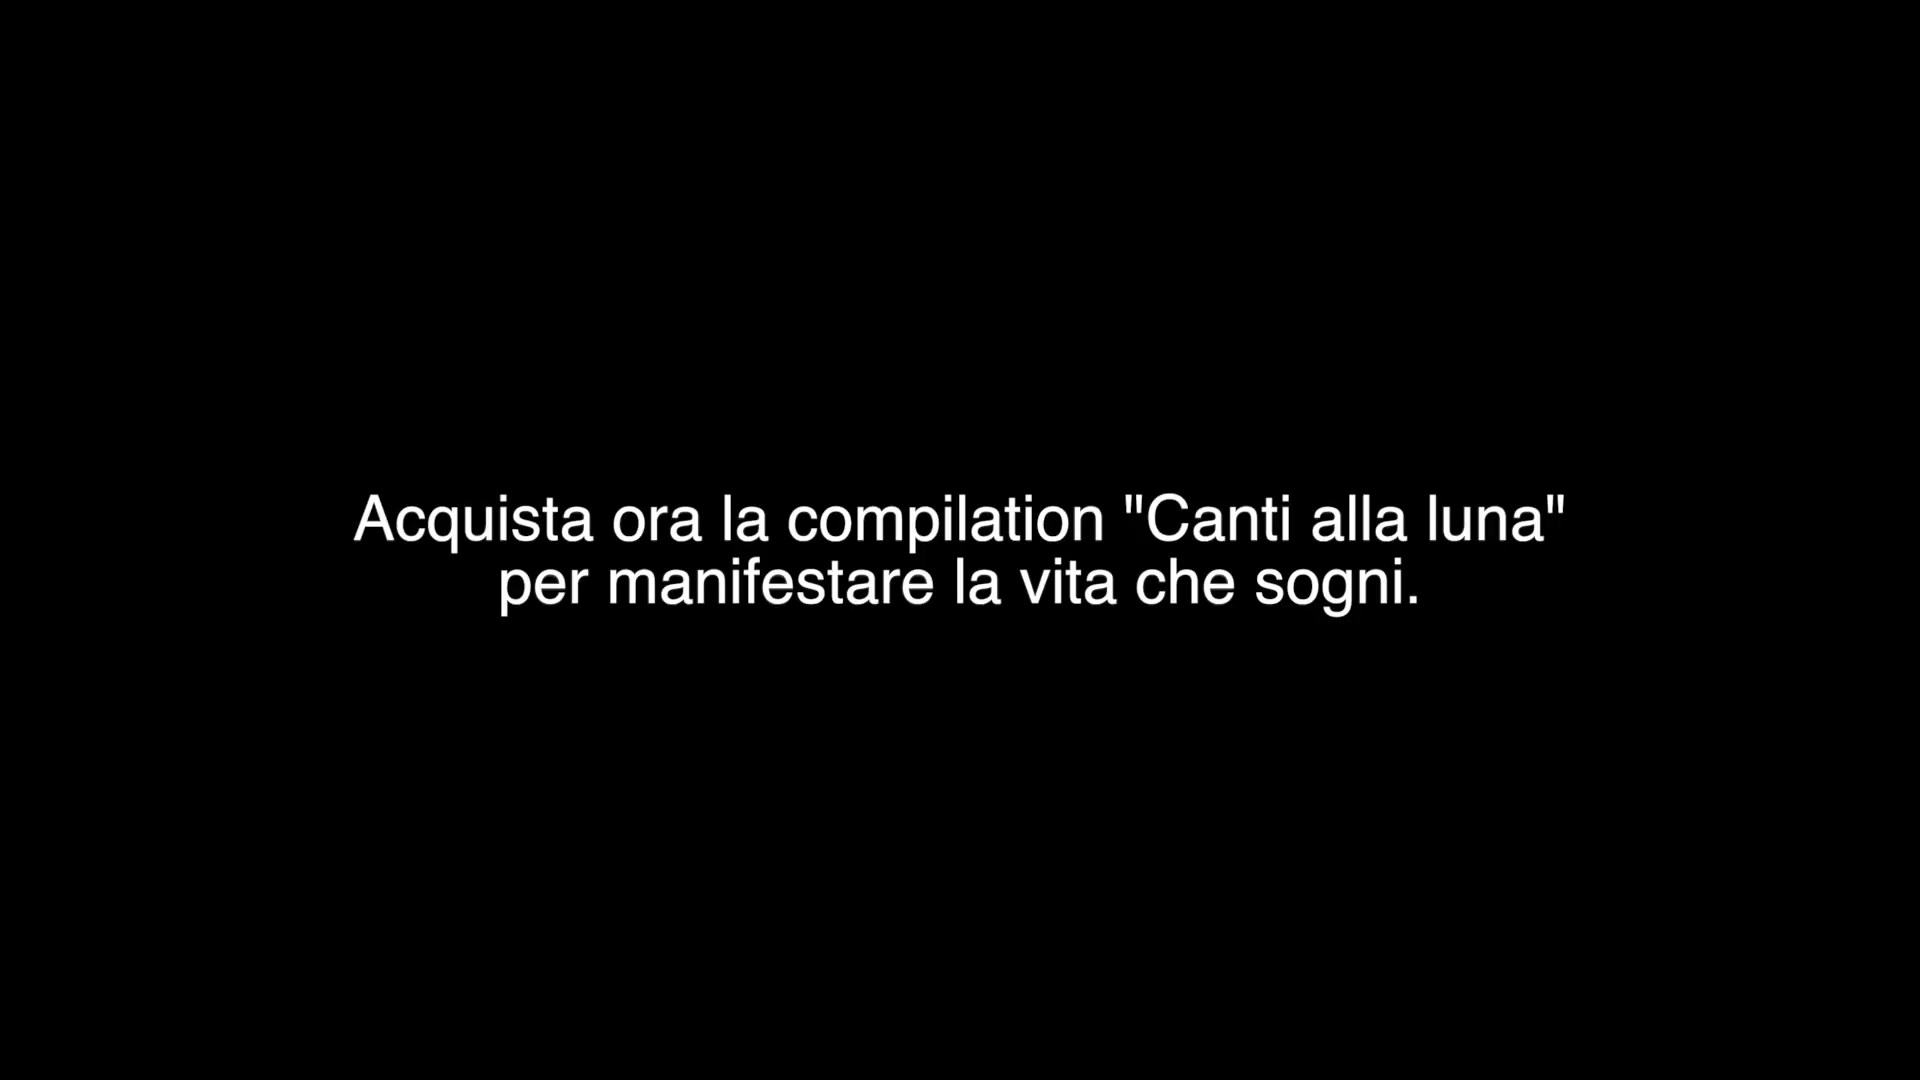 Acquista ora la compilation "Canti alla luna"
per manifestare la vita che sogni.